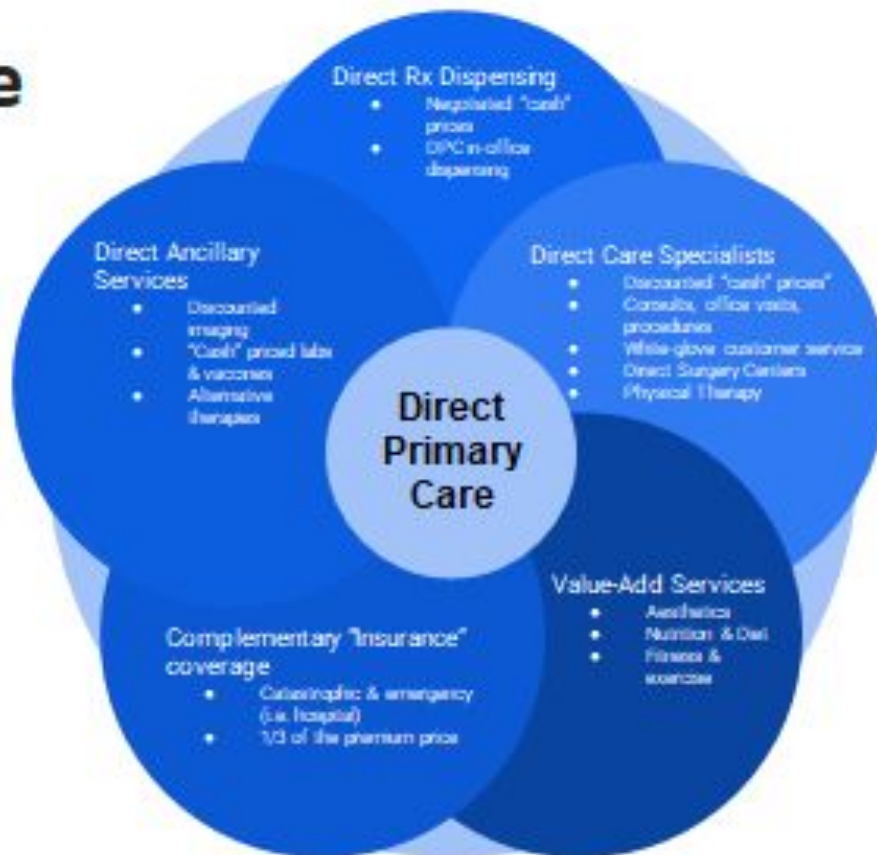 e
Direct Rx Dispensing
● Negotiated "cash"
prices
● DPC in-office
dispensing
Direct Ancillary
Services
● Discounted
imaging
● "Cash" priced labs
& vaccines
● Alternative
therapies
Direct Care Specialists
● Discounted "cash" prices"
● Consults, office visits,
procedures
● White-glove customer service
● Direct Surgery Centers
● Physical Therapy
Direct
Primary
Care
Value-Add Services
● Aesthetics
● Nutrition & Diet
● Fitness &
exercise
Complementary "Insurance"
coverage
● Catastrophic & emergency
(i.e. hospital)
● 1/3 of the premium price